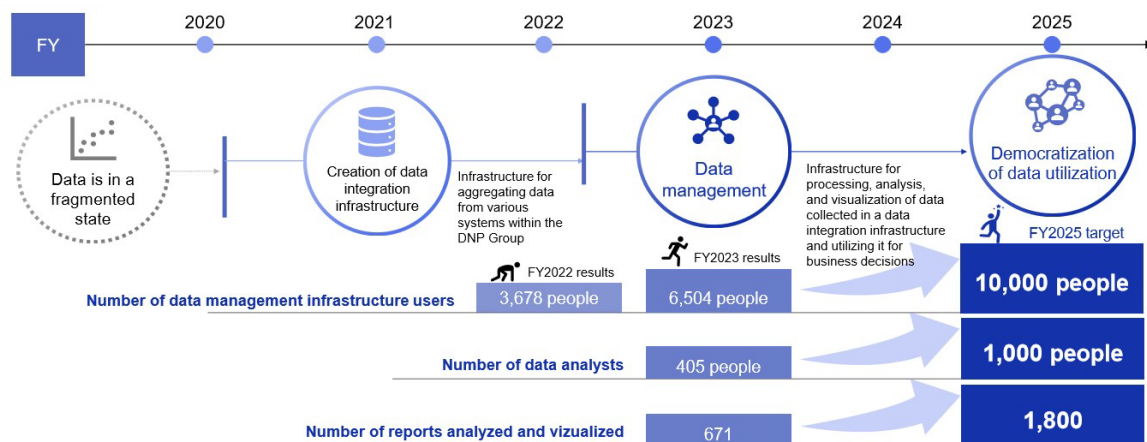 FY
2020
2021
2022
2023
2024
2025
Data is in a
fragmented
state
Creation of data
integration
infrastructure
Infrastructure for
aggregating data
from various
systems within the
DNP Group
Data
management
Infrastructure for
processing, analysis,
and visualization of data
collected in a data
integration infrastructure
and utilizing it for
business decisions
Democratization
of data utilization
FY2022 results
FY2023 results
FY2025 target
Number of data management infrastructure users
3,678 people
6,504 people
10,000 people
Number of data analysts
405 people
1,000 people
Number of reports analyzed and vizualized
671
1,800